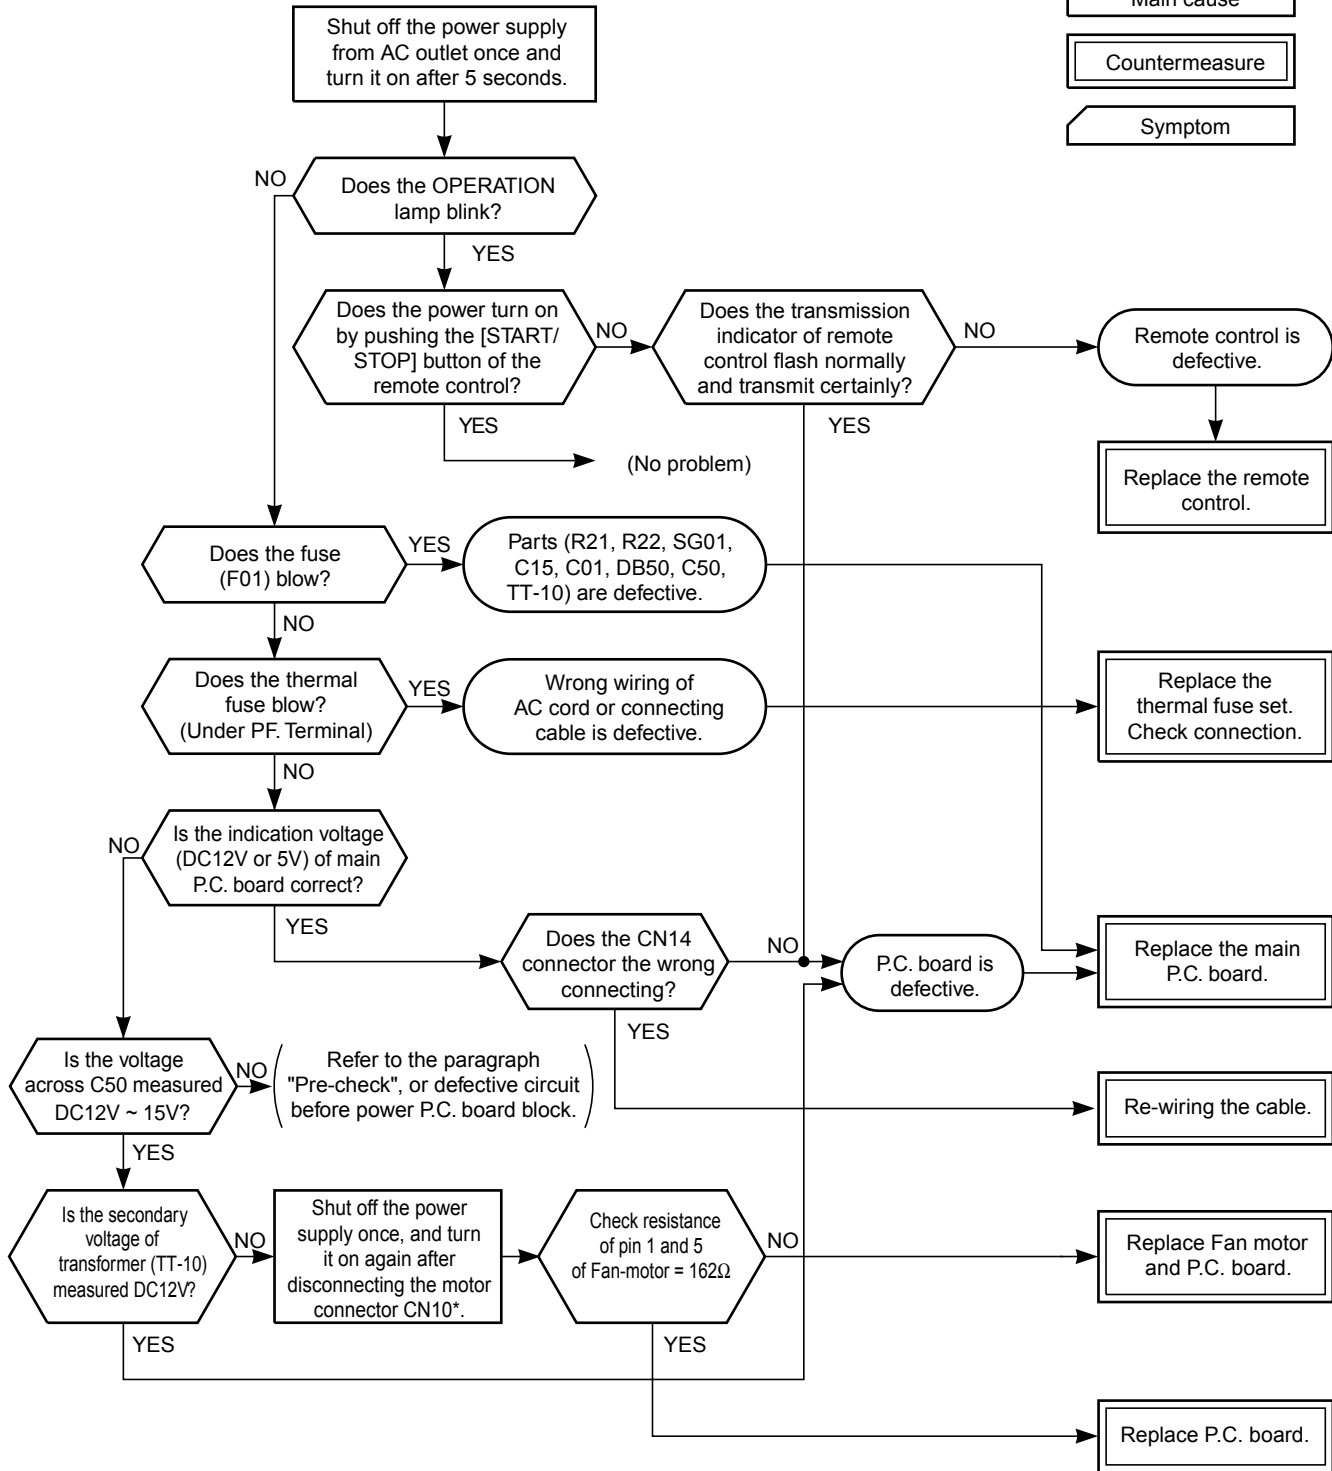 Main cause
Countermeasure
Symptom
Shut off the power supply
from AC outlet once and
turn it on after 5 seconds.
NO
Does the OPERATION
lamp blink?
YES
Does the power turn on
by pushing the [START/
STOP] button of the
remote control?
NO
Does the transmission
indicator of remote
control flash normally
and transmit certainly?
NO
Remote control is
defective.
YES
YES
(No problem)
Replace the remote
control.
Does the fuse
(F01) blow?
YES
Parts (R21, R22, SG01,
C15, C01, DB50, C50,
TT-10) are defective.
NO
Does the thermal
fuse blow?
(Under PF. Terminal)
YES
Wrong wiring of
AC cord or connecting
cable is defective.
Replace the
thermal fuse set.
Check connection.
NO
NO
Is the indication voltage
(DC12V or 5V) of main
P.C. board correct?
YES
Does the CN14
connector the wrong
connecting?
NO
P.C. board is
defective.
Replace the main
P.C. board.
YES
Is the voltage
across C50 measured
DC12V ~ 15V?
NO
Refer to the paragraph
"Pre-check", or defective circuit
before power P.C. board block.
Re-wiring the cable.
YES
Is the secondary
voltage of
transformer (TT-10)
measured DC12V?
NO
Shut off the power
supply once, and turn
it on again after
disconnecting the motor
connector CN10*.
Check resistance
of pin 1 and 5
of Fan-motor = 162Ω
NO
Replace Fan motor
and P.C. board.
YES
YES
Replace P.C. board.